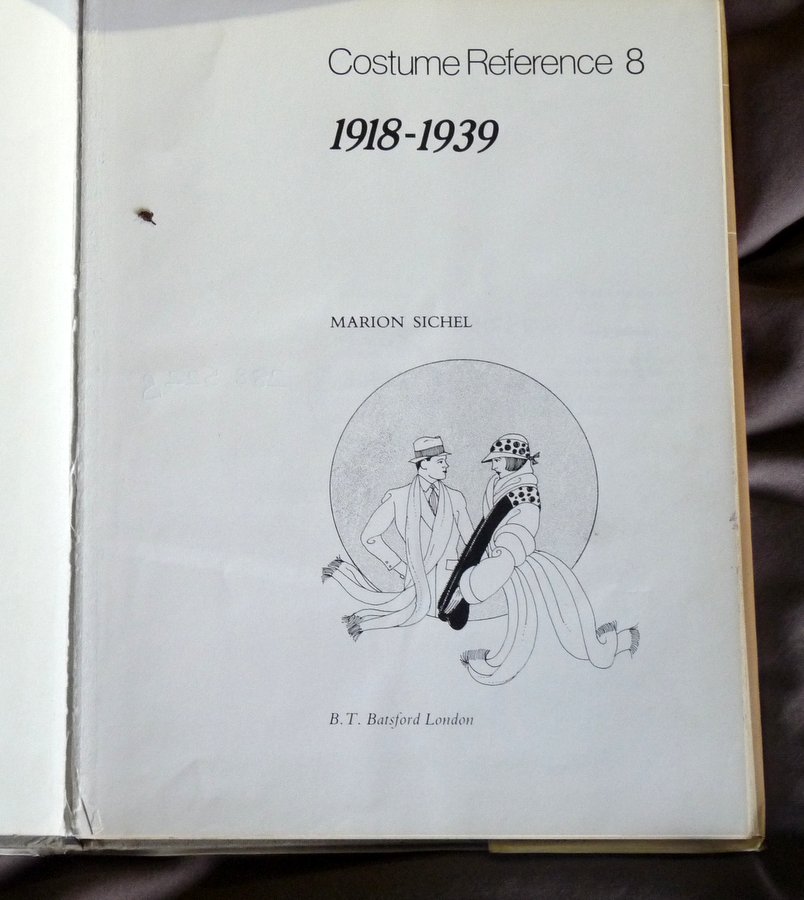 Costume Reference 8
1918-1939
MARION SICHEL
B.T. Batsford London